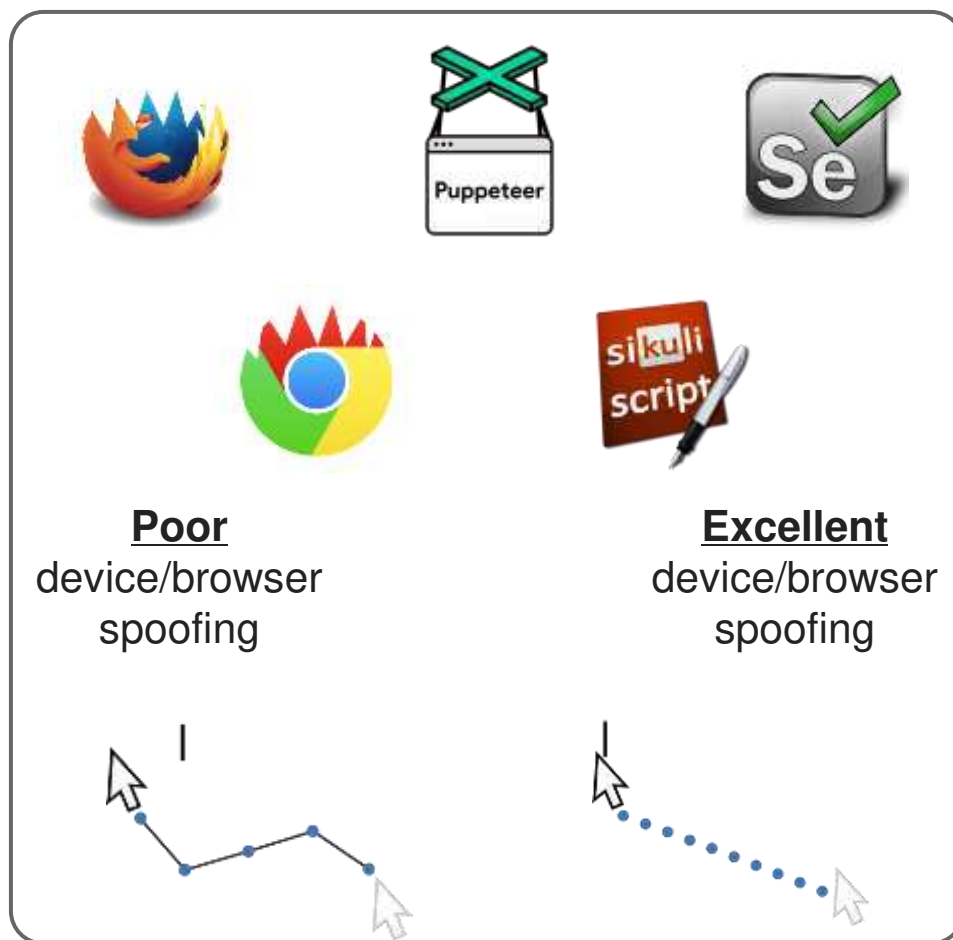 Puppeteer
Se
sikuli
script
Poor
device/browser
spoofing
Excellent
device/browser
spoofing